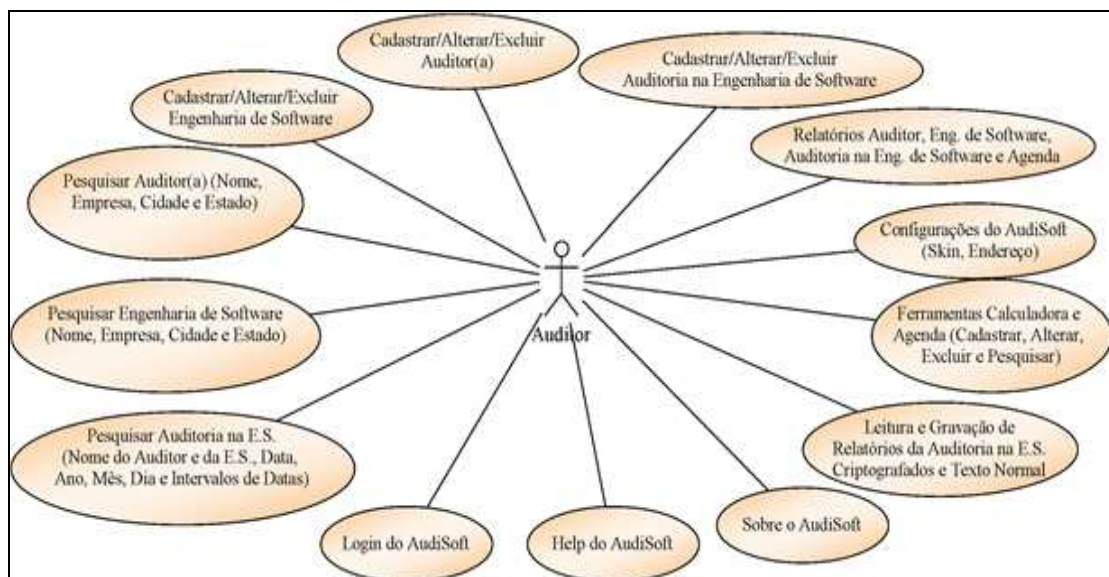 Cadastrar/Alterar/Excluir
Auditor(a)
Cadastrar/Alterar/Excluir
Auditoria na Engenharia de Software
Cadastrar/Alterar/Excluir
Engenharia de Software
Relatórios Auditor, Eng. de Software,
Auditoria na Eng. de Software e Agenda
Pesquisar Auditor(a) (Nome,
Empresa, Cidade e Estado)
Configurações do AudiSoft
(Skin, Endereço)
Pesquisar Engenharia de Software
(Nome, Empresa, Cidade e Estado)
Auditor
Ferramentas Calculadora e
Agenda (Cadastrar, Alterar,
Excluir e Pesquisar)
Pesquisar Auditoria na E.S.
(Nome do Auditor e da E.S., Data,
Ano, Mês, Dia e Intervalos de Datas)
Leitura e Gravação de
Relatórios da Auditoria na E.S.
Criptografados e Texto Normal
Login do AudiSoft
Help do AudiSoft
Sobre o AudiSoft